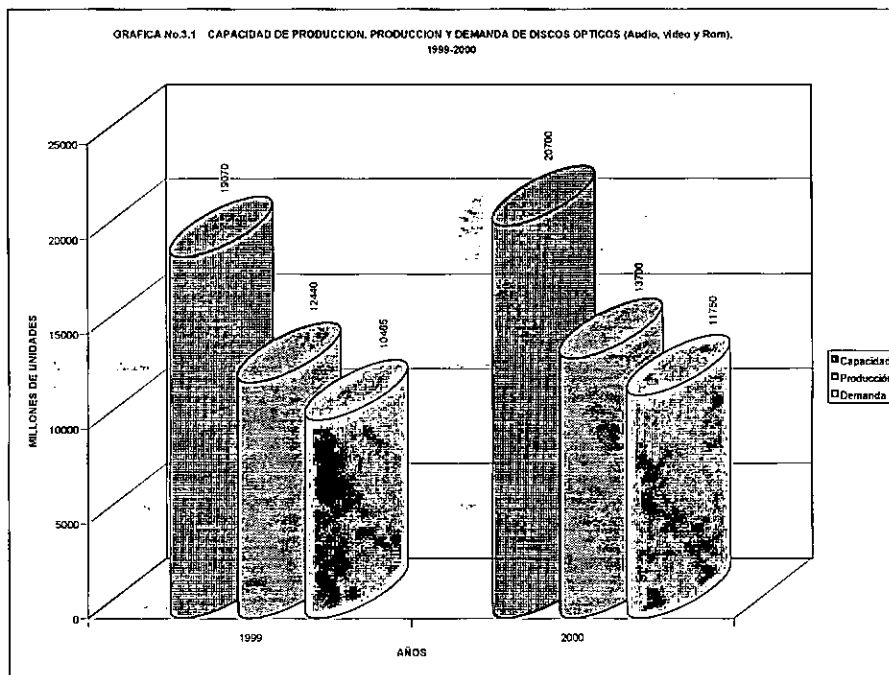 GRAFICA No.3.1 CAPACIDAD DE PRODUCCION, PRODUCCION Y DEMANDA DE DISCOS OPTICOS (Audio, video y Rom).
1999-2000
MILLONES DE UNIDADES
25000
20000
15000
10000
5000
0
19070
12440
10485
20700
13700
11750
1999
2000
AÑOS
Capacidad
Producción
Demanda